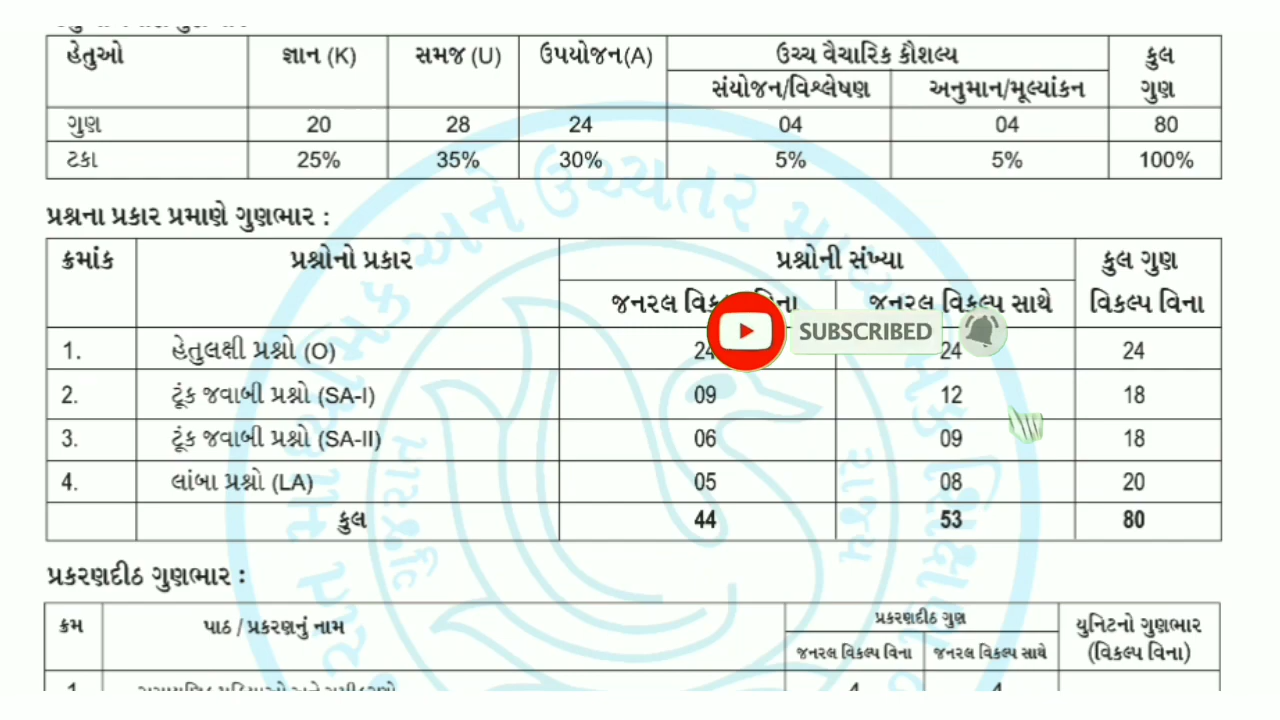 હેતુઓ જ્ઞાન (K) સમજ (U) ઉપયોજન(A) ઉચ્ચ વૈચારિક કૌશલ્ય કુલ
સંયોજન/વિશ્લેષણ અનુમાન/મૂલ્યાંકન ગુણ
ગુણ 20 28 24 04 04 80
ટકા 25% 35% 30% 5% 5% 100%
પ્રશ્નના પ્રકાર પ્રમાણે ગુણભાર :
ક્રમાંક પ્રશ્નોનો પ્રકાર પ્રશ્નોની સંખ્યા કુલ ગુણ
જનરલ વિકલ્પ વિના જનરલ વિકલ્પ સાથે વિકલ્પ વિના
SUBSCRIBED
1. હેતુલક્ષી પ્રશ્નો (O) 24 24 24
2. ટૂંક જવાબી પ્રશ્નો (SA-I) 09 12 18
3. ટૂંક જવાબી પ્રશ્નો (SA-II) 06 09 18
4. લાંબા પ્રશ્નો (LA) 05 08 20
કુલ 44 53 80
પ્રકરણદીઠ ગુણભાર :
ક્રમ પાઠ / પ્રકરણનું નામ પ્રકરણદીઠ ગુણ યુનિટનો ગુણભાર
જનરલ વિકલ્પ વિના જનરલ વિકલ્પ સાથે (વિકલ્પ વિના)